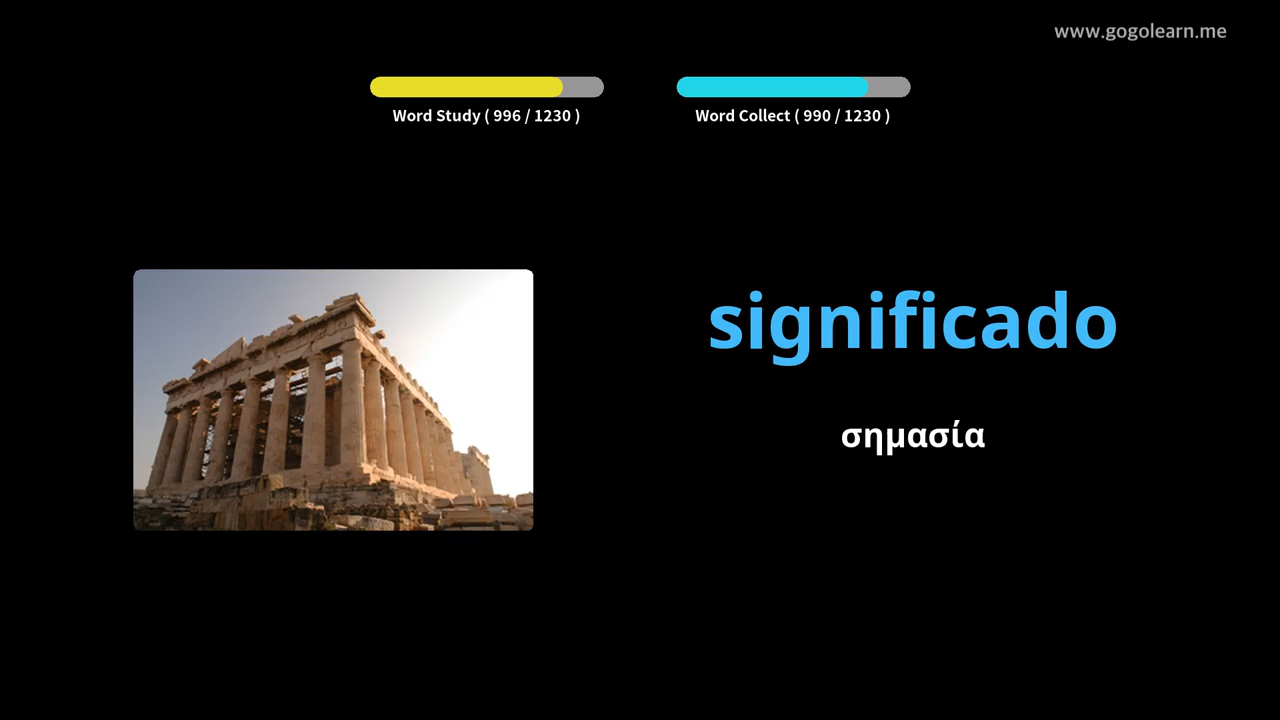 www.gogolearn.me
Word Study ( 996 / 1230 )
Word Collect ( 990 / 1230 )
significado
σημασία